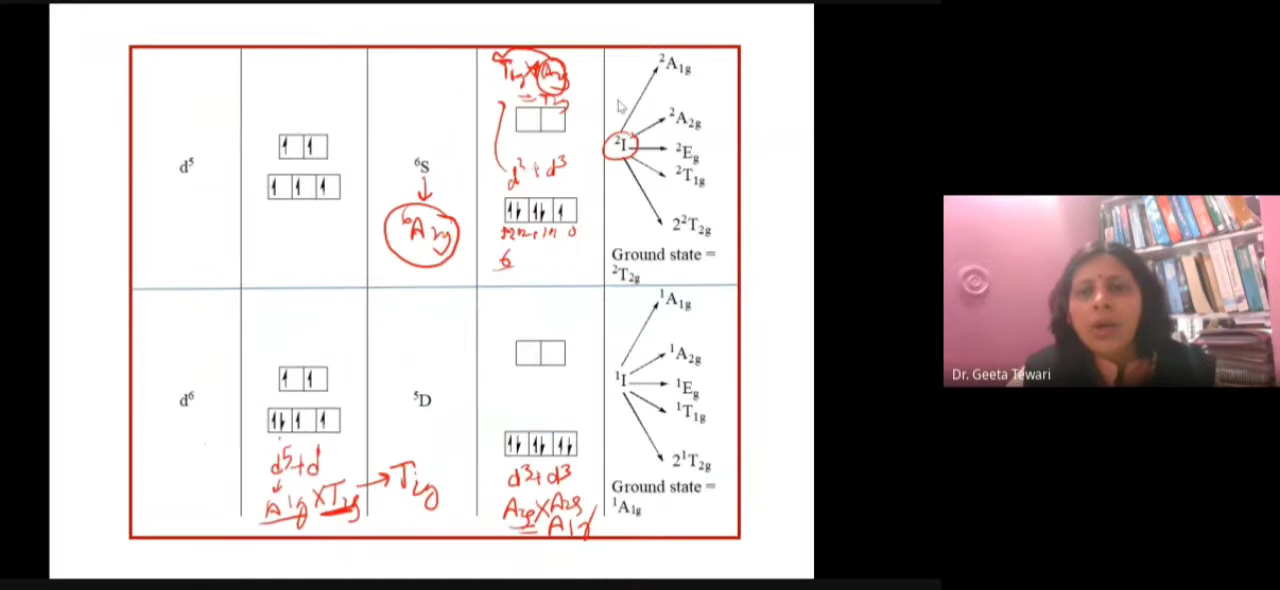 T1g × A2g
= T2g
²A1g
²A2g
d⁵
⁶S
²I
²Eg
²T1g
d² + d³
2²T2g
Ground state =
²T2g
6
¹A1g
¹A2g
d⁶
⁵D
¹I
¹Eg
¹T1g
2¹T2g
d⁵+d
A1g × T2g → T2g
d³+d³
A2g × A2g
= A1g
Ground state =
¹A1g
Dr. Geeta Tewari